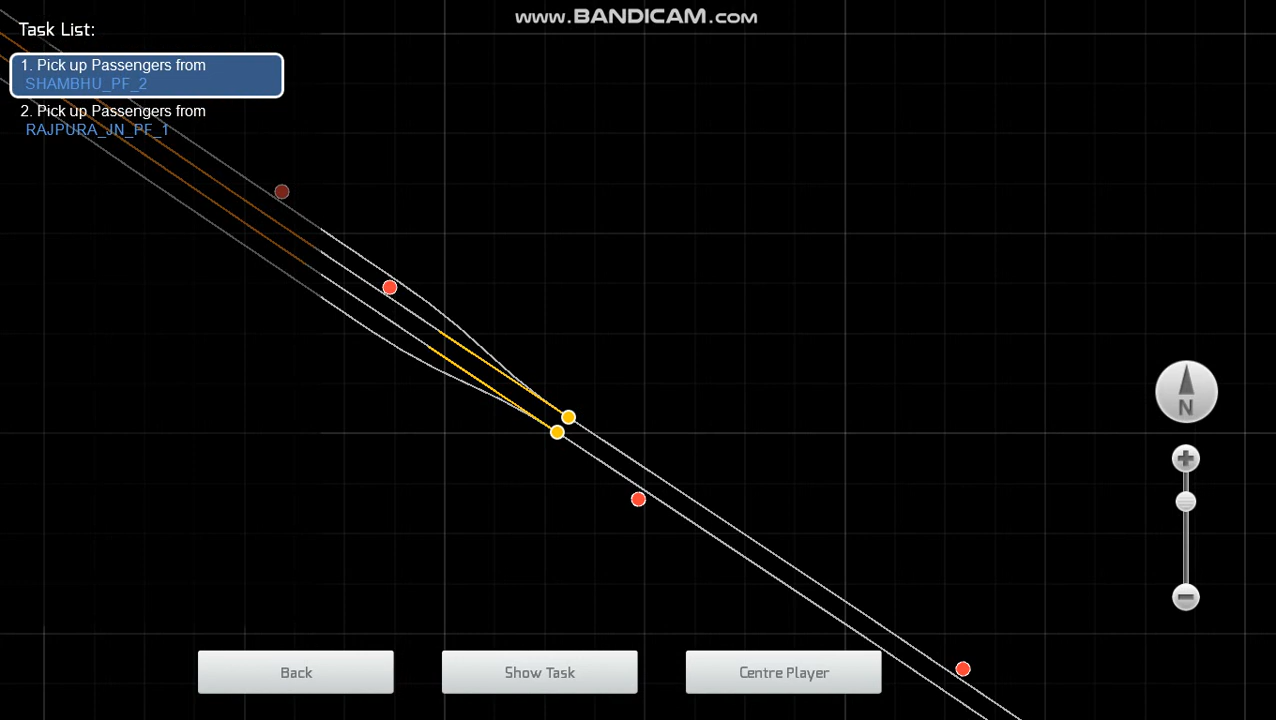 www.BANDICAM.com
Task List:
1. Pick up Passengers from
SHAMBHU_PF_2
2. Pick up Passengers from
RAJPURA_JN_PF_1
N
Back
Show Task
Centre Player